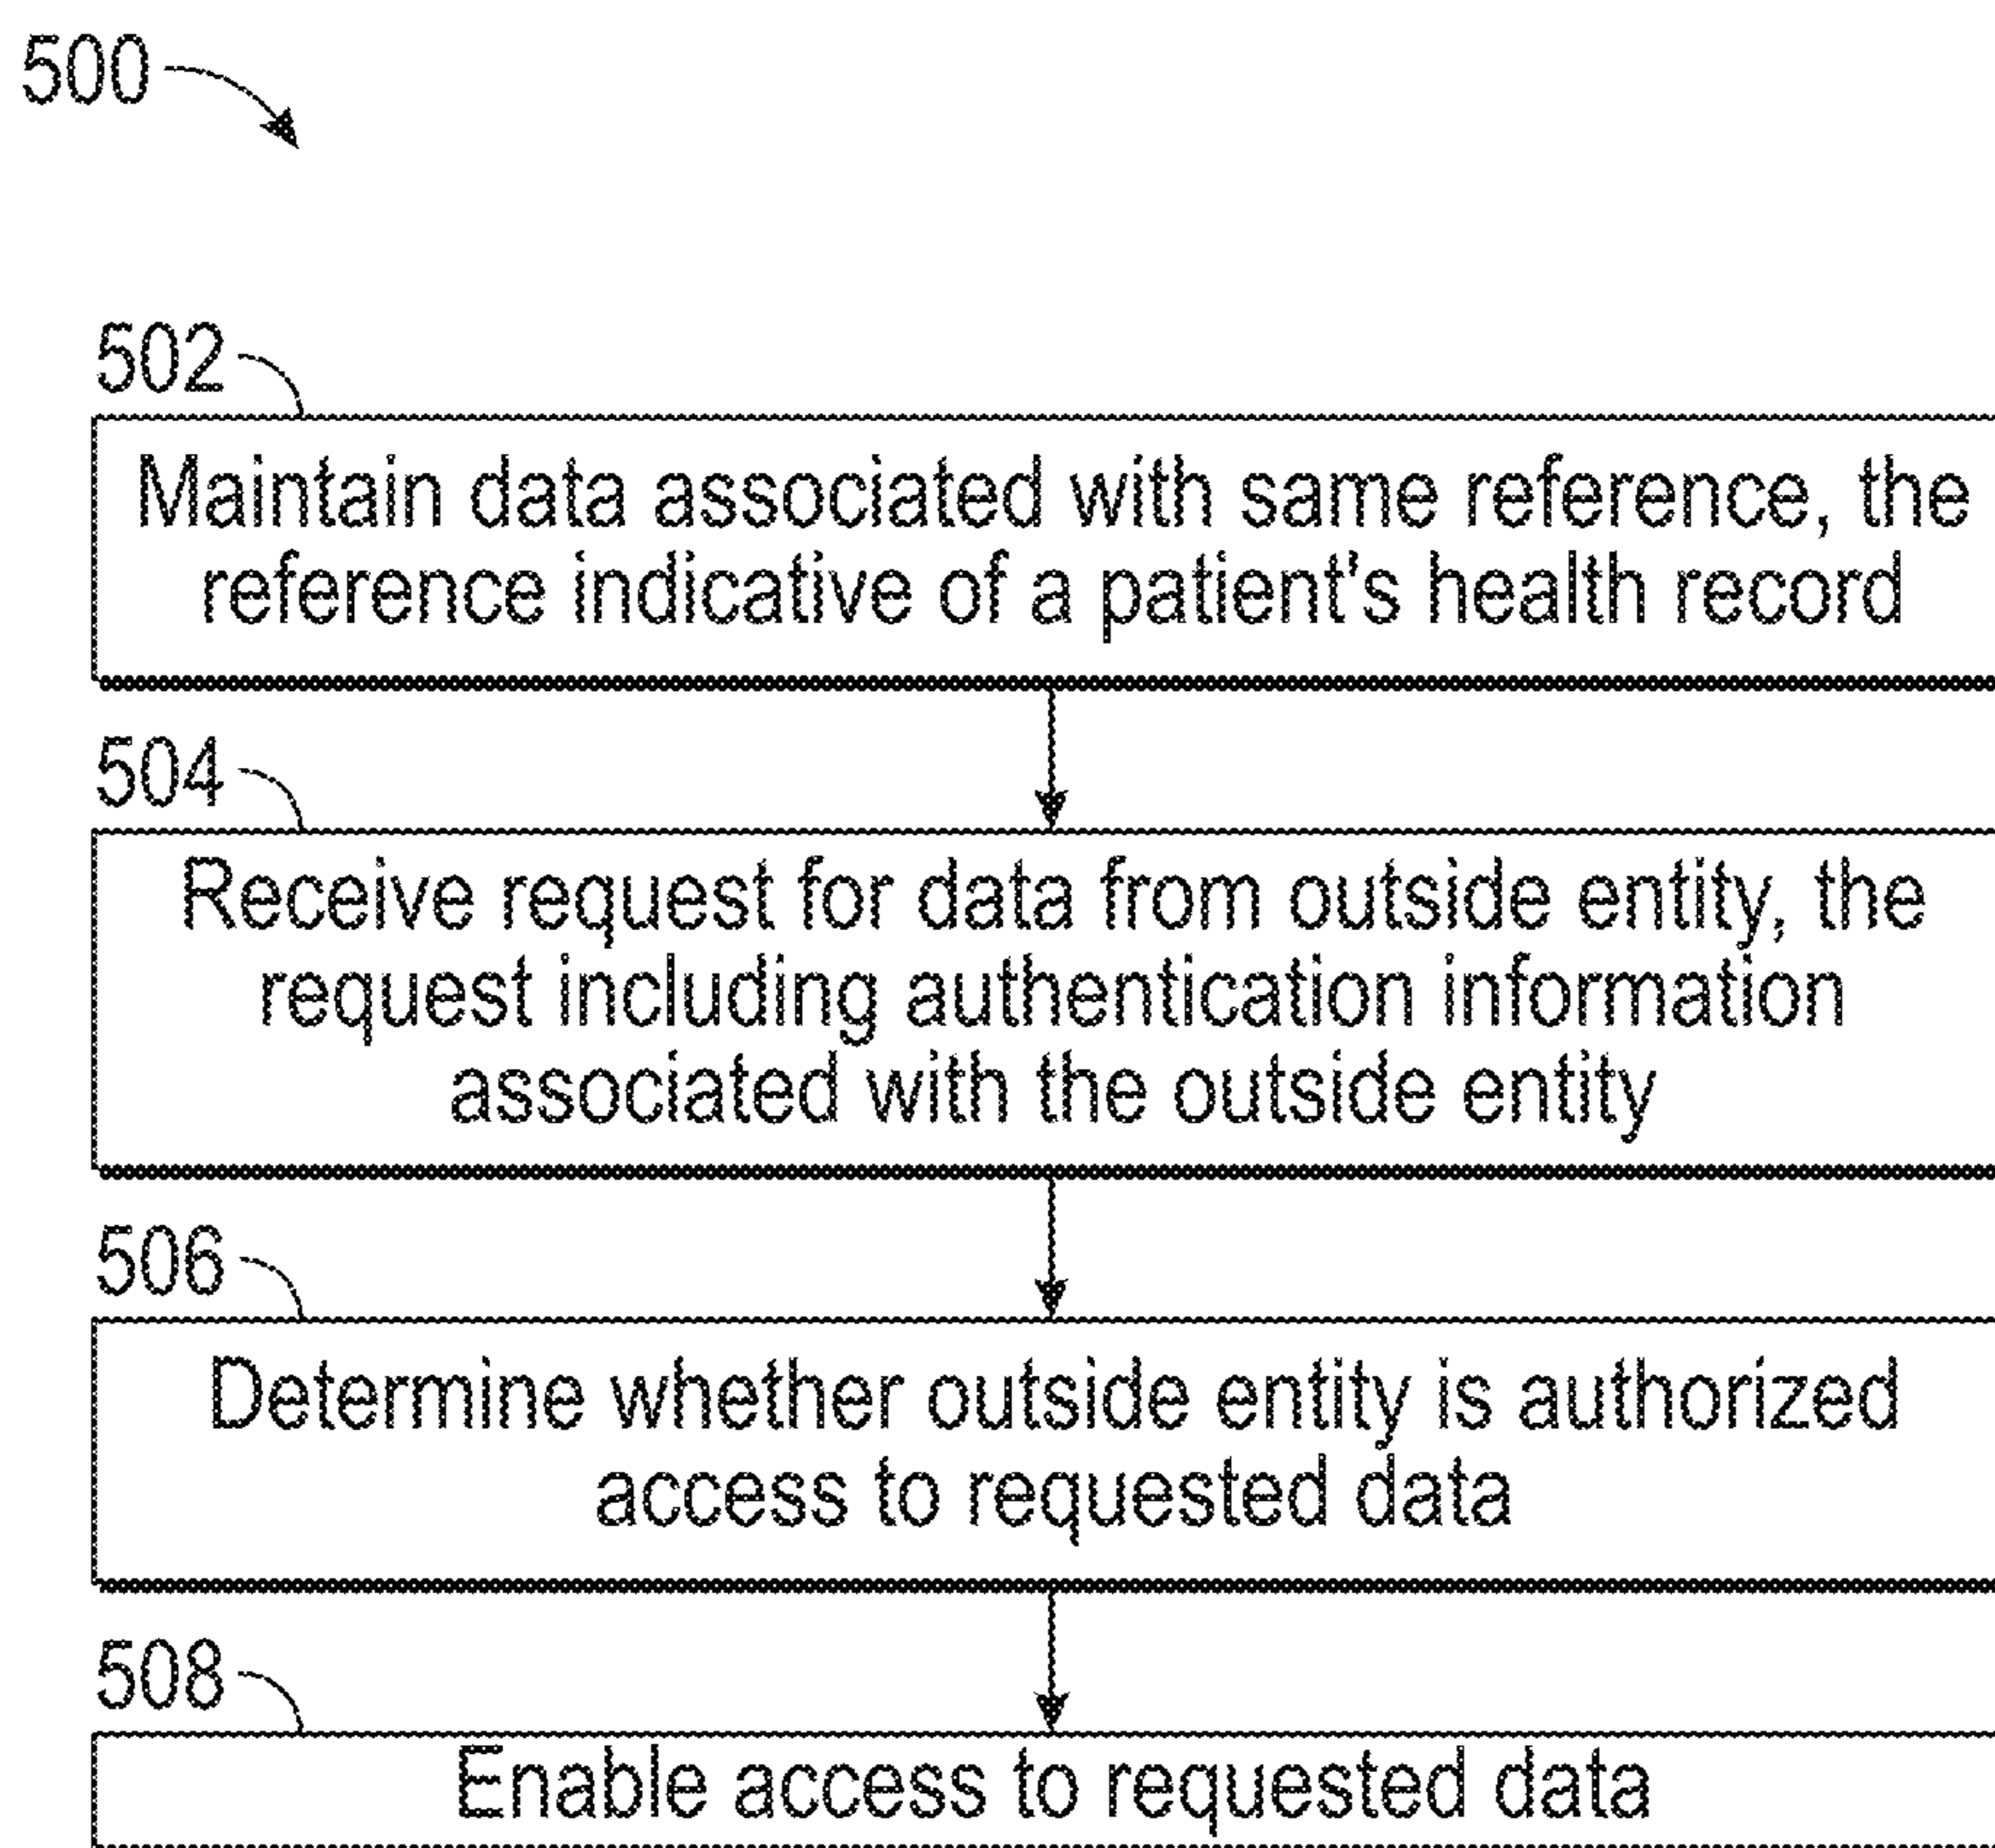 500
502
Maintain data associated with same reference, the
reference indicative of a patient's health record
504
Receive request for data from outside entity, the
request including authentication information
associated with the outside entity
506
Determine whether outside entity is authorized
access to requested data
508
Enable access to requested data